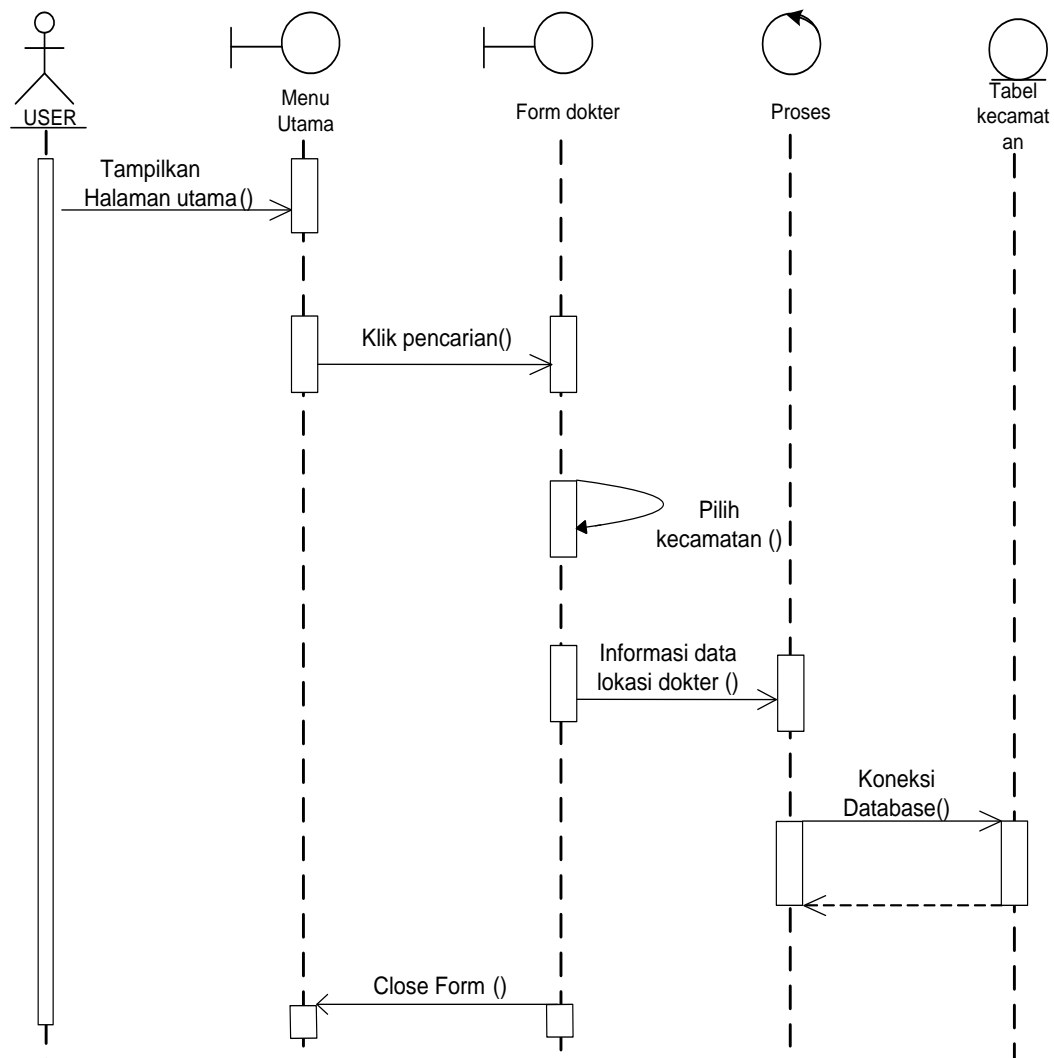 USER
Menu
Utama
Form dokter
Proses
Tabel
kecamat
an
Tampilkan
Halaman utama()
Klik pencarian()
Pilih
kecamatan ()
Informasi data
lokasi dokter ()
Koneksi
Database()
Close Form ()